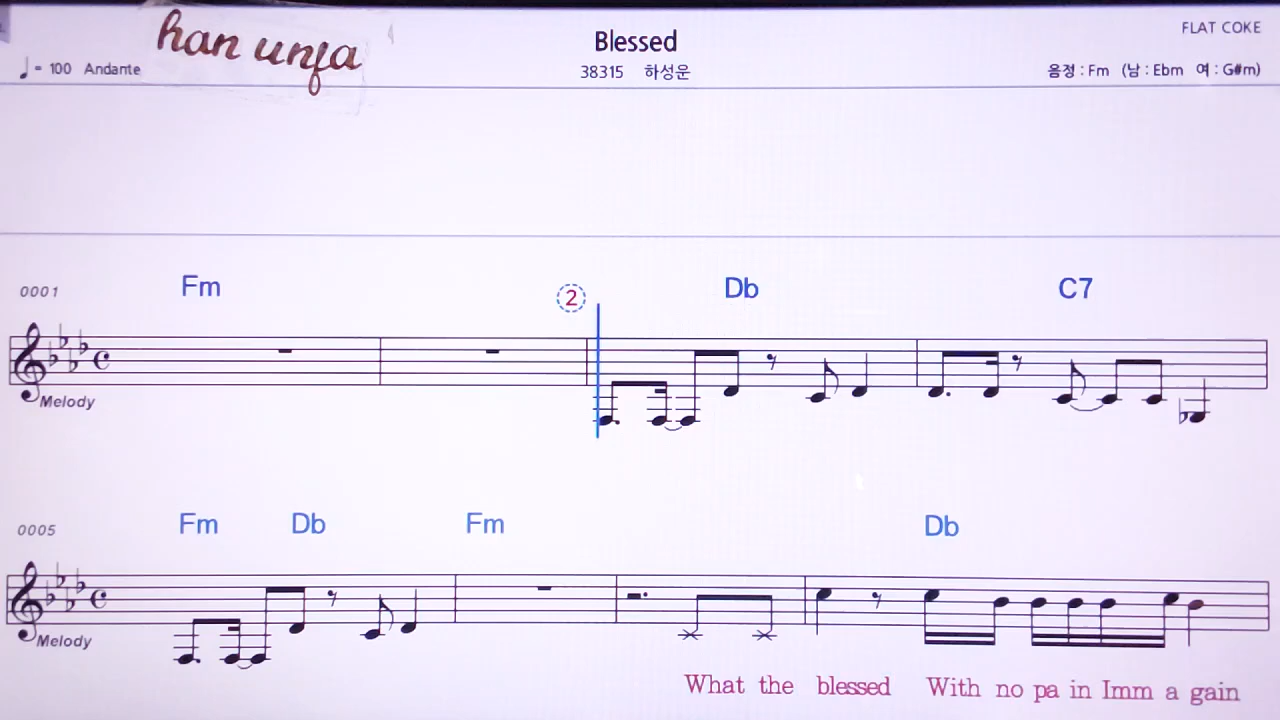 han unfa
Blessed
FLAT COKE
♩= 100 Andante
38315 하성운
음정 : Fm (남 : Ebm 여 : G#m)
0001 Fm ② Db C7
Melody
0005 Fm Db Fm Db
Melody
What the blessed With no pa in Imm a gain